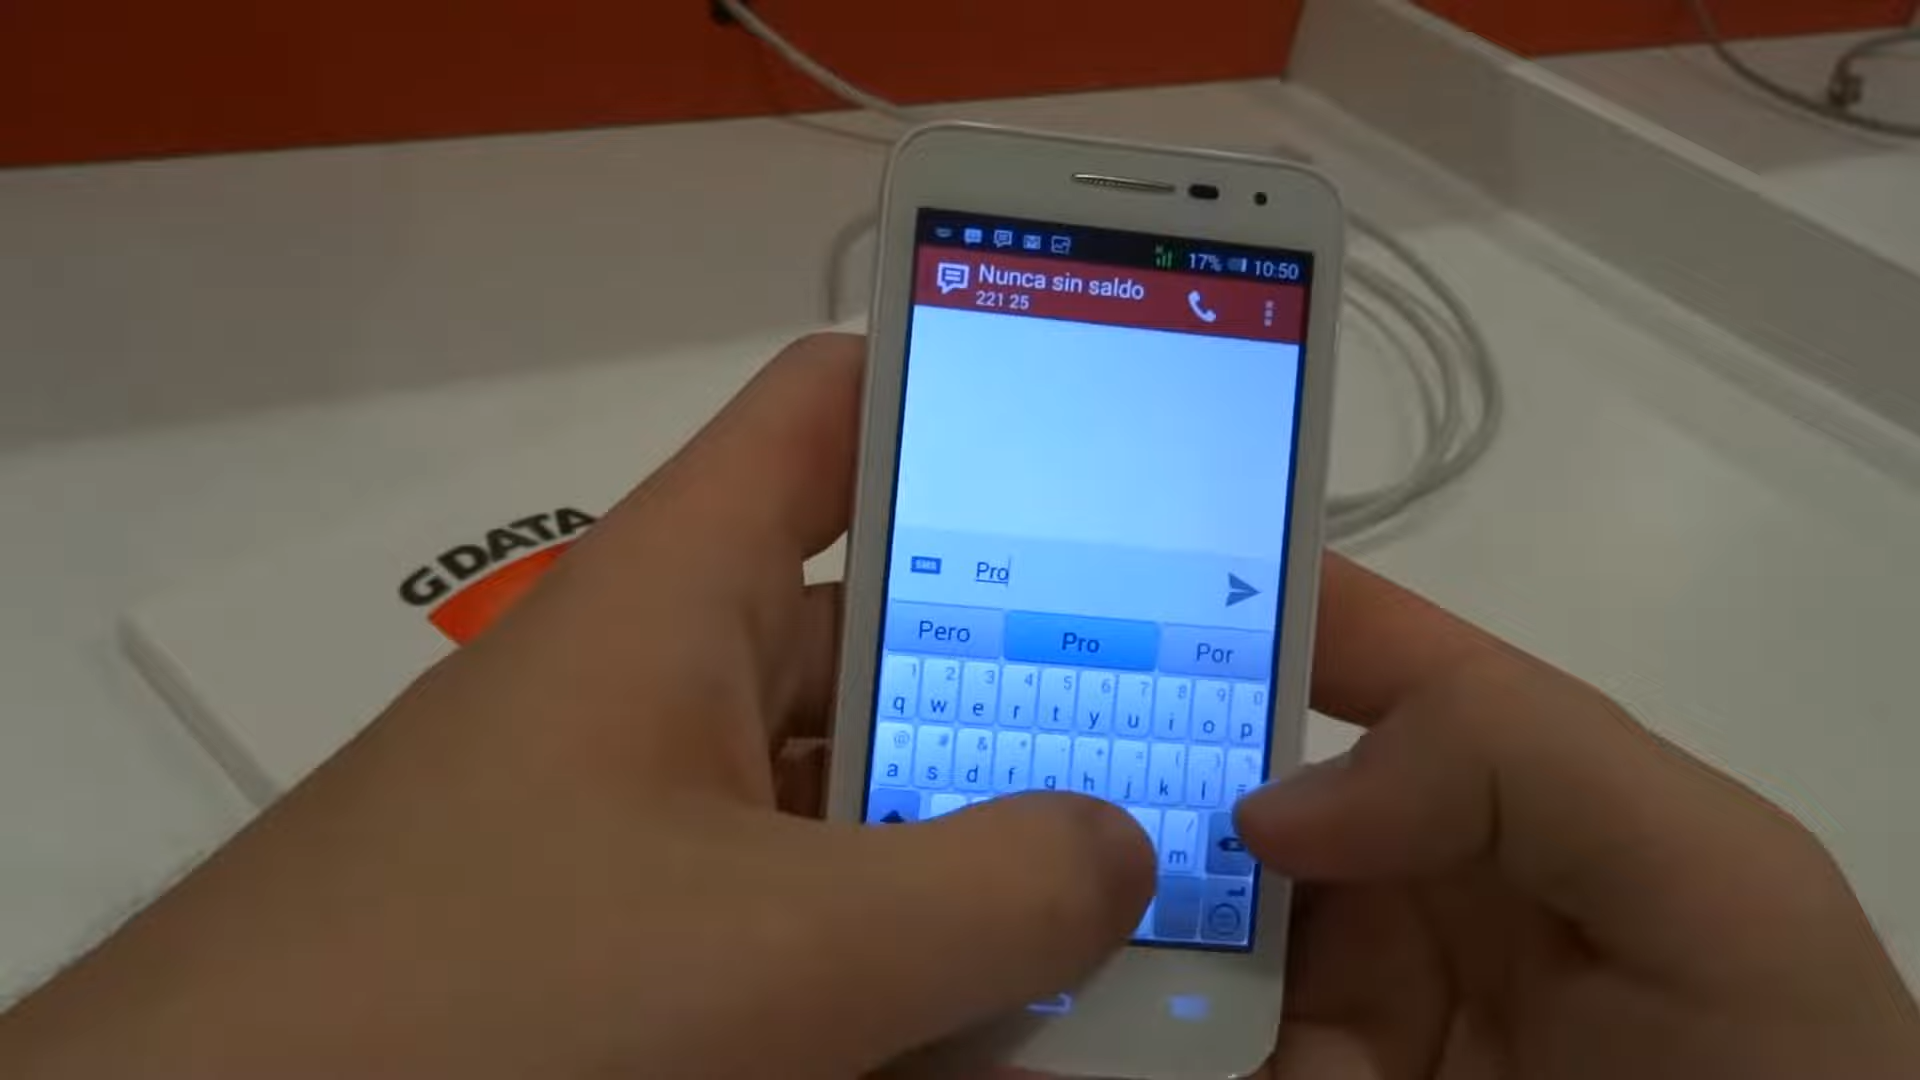 17% 10:50
Nunca sin saldo
221 25
SMS Pro
Pero Pro Por
1 2 3 4 5 6 7 8 9 0
q w e r t y u i o p
@ # &
a s d f g h j k l
m
G DATA